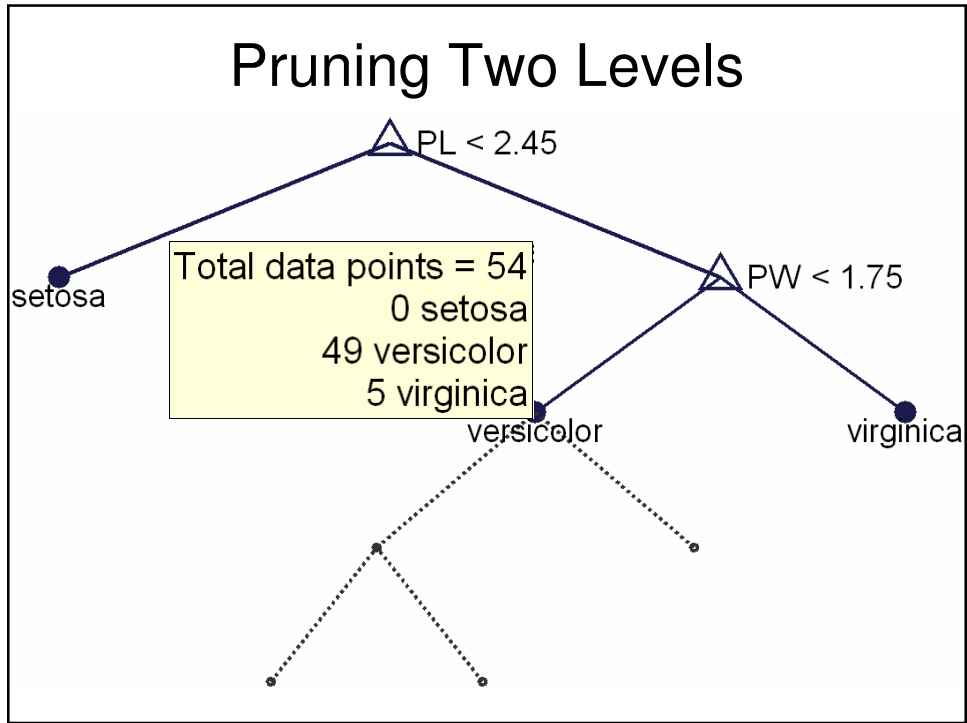 Pruning Two Levels
PL < 2.45
setosa
Total data points = 54
0 setosa
49 versicolor
5 virginica
PW < 1.75
versicolor
virginica